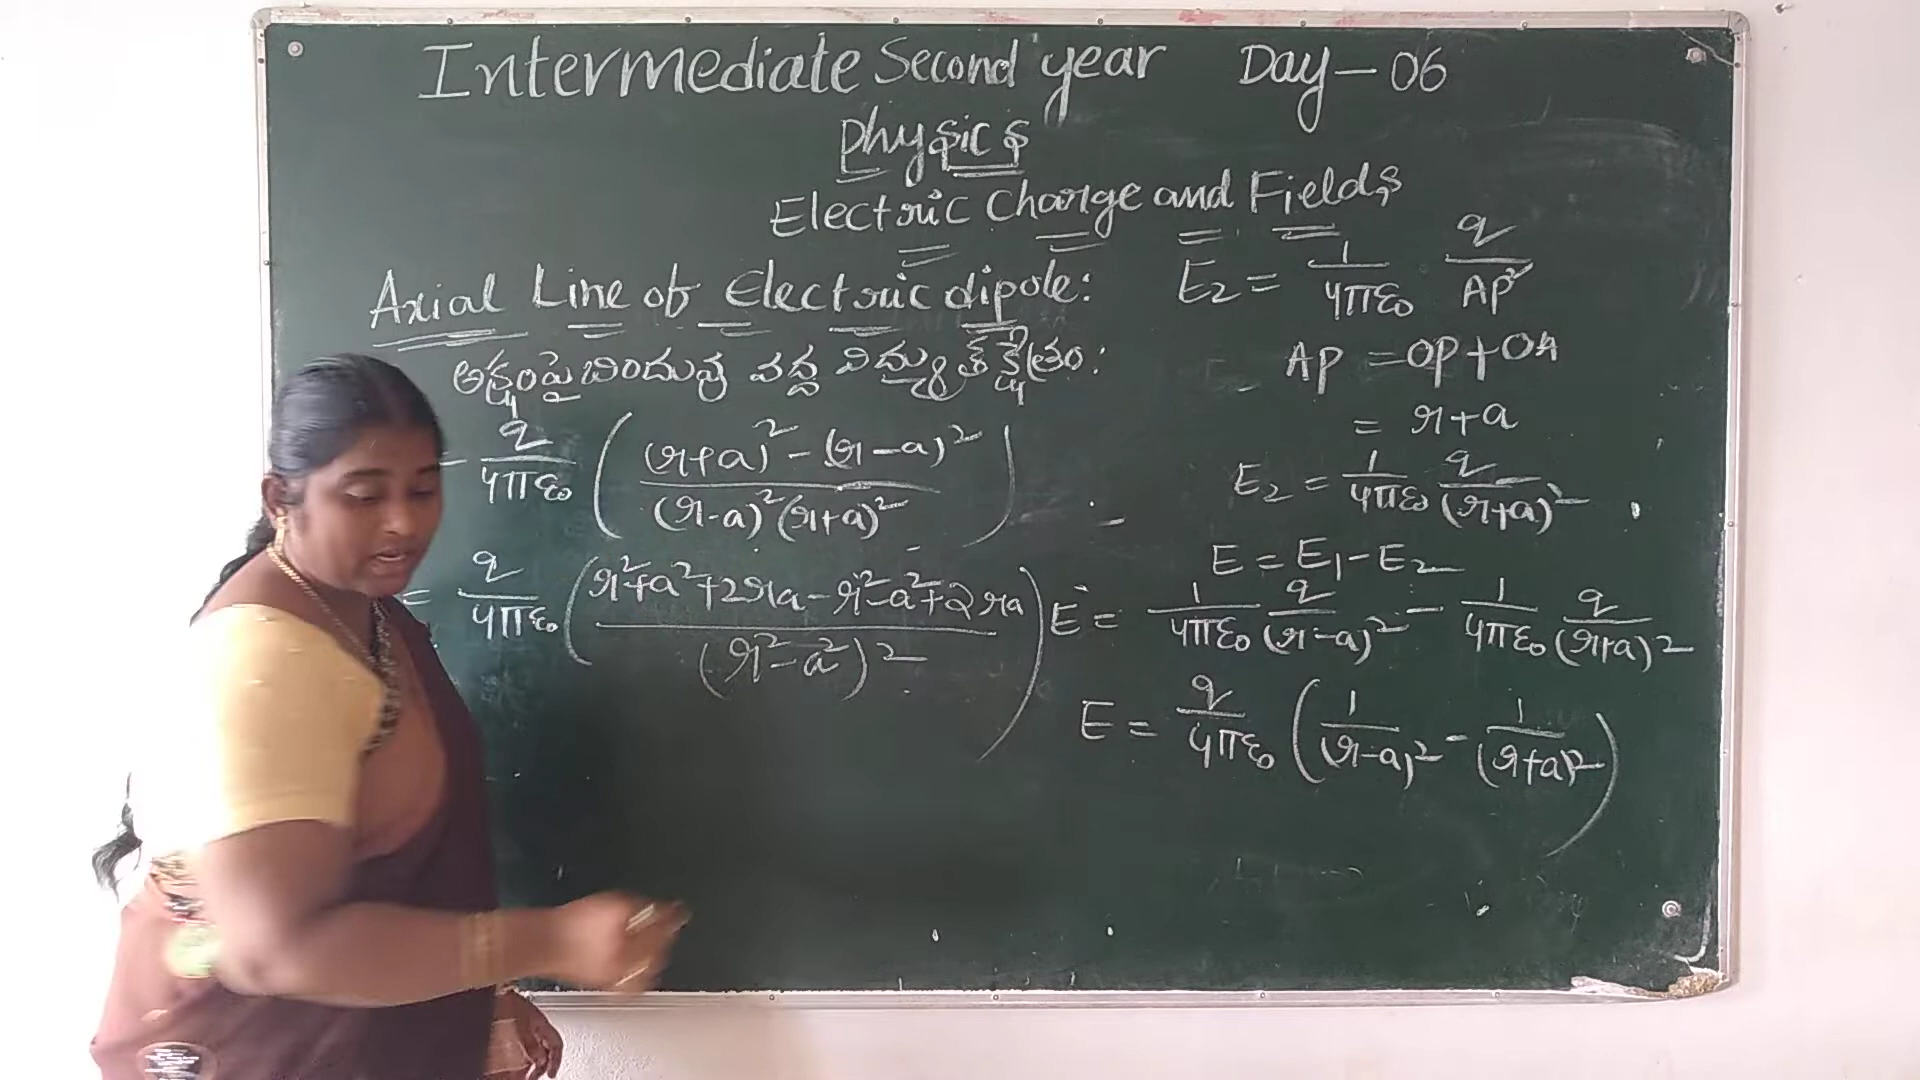 Intermediate Second year Day-06
Physics
Electric Charge and Fields
Axial Line of Electric dipole:
అక్షంపై బిందువు వద్ద విద్యుత్ క్షేత్రం:
- q/4πε₀ ( (r+a)² - (r-a)² / (r-a)² (r+a)² )
= q/4πε₀ ( r²+a²+2ra-r²-a²+2ra / (r²-a²)² )
E₂ = 1/4πε₀ q/AP²
AP = OP+OA
= r+a
E₂ = 1/4πε₀ q/(r+a)²
E = E₁-E₂
E = 1/4πε₀ q/(r-a)² - 1/4πε₀ q/(r+a)²
E = q/4πε₀ ( 1/(r-a)² - 1/(r+a)² )